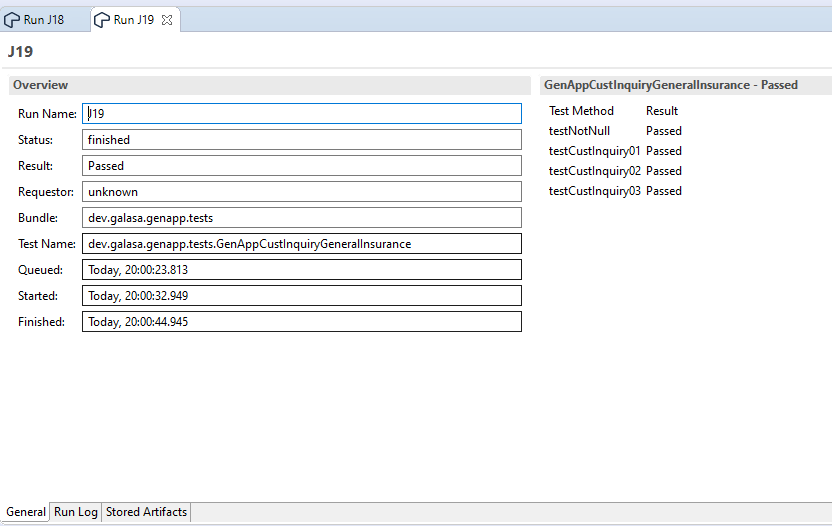 Run J18
Run J19
J19
Overview
Run Name: J19
Status: finished
Result: Passed
Requestor: unknown
Bundle: dev.galasa.genapp.tests
Test Name: dev.galasa.genapp.tests.GenAppCustInquiryGeneralInsurance
Queued: Today, 20:00:23.813
Started: Today, 20:00:32.949
Finished: Today, 20:00:44.945
GenAppCustInquiryGeneralInsurance - Passed
Test Method Result
testNotNull Passed
testCustInquiry01 Passed
testCustInquiry02 Passed
testCustInquiry03 Passed
General
Run Log
Stored Artifacts